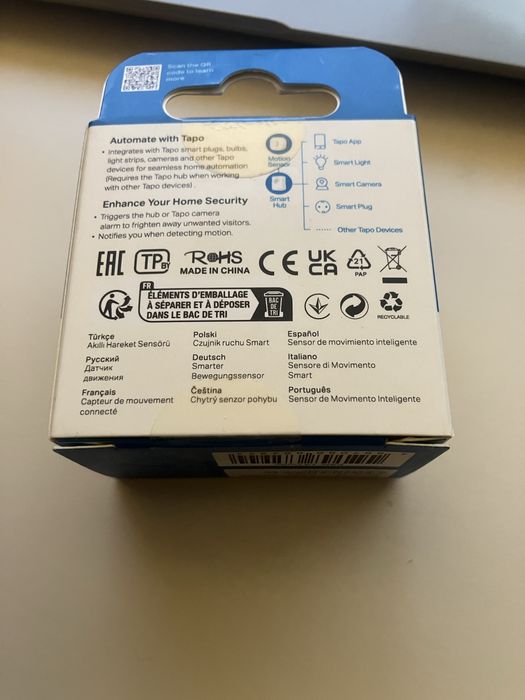 Scan the QR
code to learn
more
Automate with Tapo
• Integrates with Tapo smart plugs, bulbs,
light strips, cameras and other Tapo
devices for seamless home automation
(Requires the Tapo hub when working
with other Tapo devices).
Enhance Your Home Security
• Triggers the hub or Tapo camera
alarm to frighten away unwanted visitors.
• Notifies you when detecting motion.
Motion
Sensor
Smart
Hub
Tapo App
Smart Light
Smart Camera
Smart Plug
Other Tapo Devices
EAC
TP
BY
RoHS
MADE IN CHINA
CE
UK
CA
21
PAP
FR
ÉLÉMENTS D'EMBALLAGE
À SÉPARER ET À DÉPOSER
DANS LE BAC DE TRI
BAC
DE
TRI
RECYCLABLE
Türkçe
Akıllı Hareket Sensörü
Polski
Czujnik ruchu Smart
Español
Sensor de movimiento inteligente
Русский
Датчик
движения
Deutsch
Smarter
Bewegungssensor
Italiano
Sensore di Movimento
Smart
Français
Capteur de mouvement
connecté
Čeština
Chytrý senzor pohybu
Português
Sensor de Movimento Inteligente